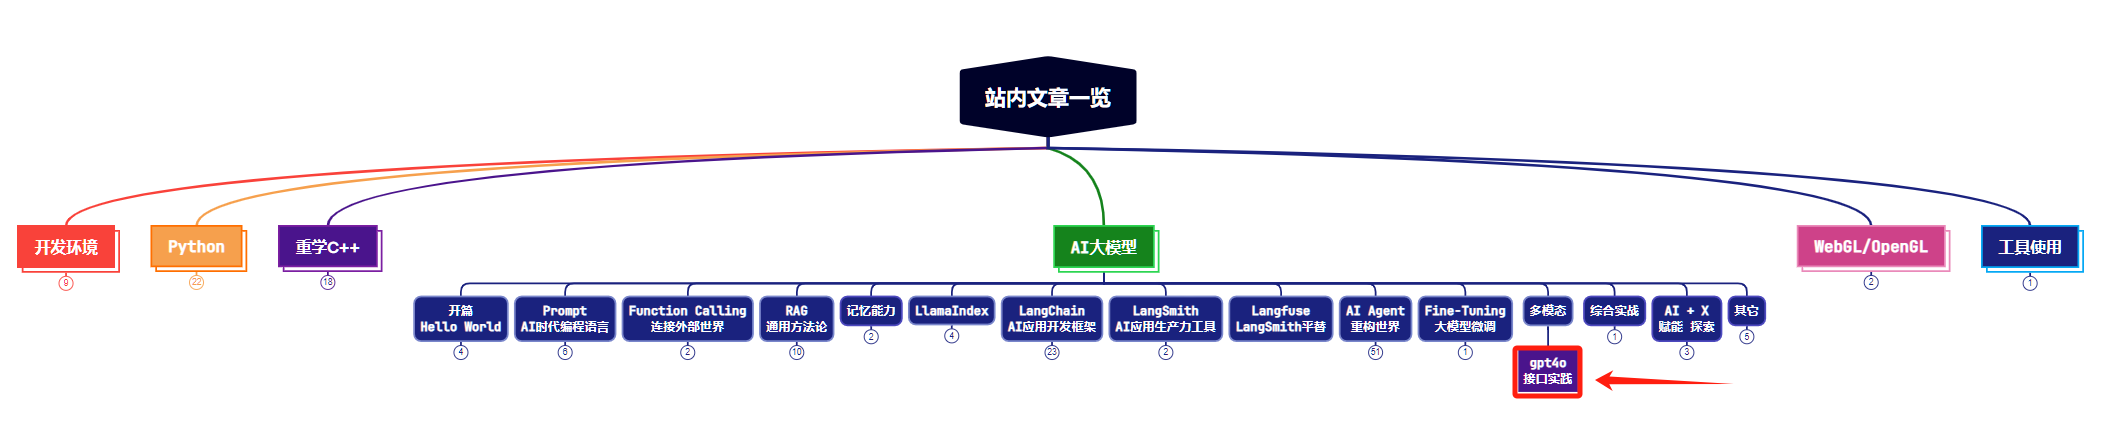 站内文章一览
开发环境
9
Python
22
重学C++
18
AI大模型
WebGL/OpenGL
2
工具使用
1
开篇
Hello World
4
Prompt
AI时代编程语言
6
Function Calling
连接外部世界
2
RAG
通用方法论
10
记忆能力
2
LlamaIndex
4
LangChain
AI应用开发框架
23
LangSmith
AI应用生产力工具
2
Langfuse
LangSmith平替
AI Agent
重构世界
51
Fine-Tuning
大模型微调
1
多模态
gpt4o
接口实践
综合实战
1
AI + X
赋能 探索
3
其它
5